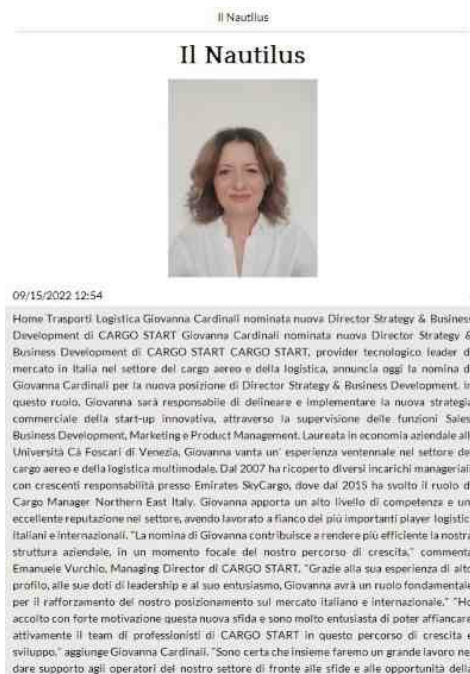 Il Nautilus
Il Nautilus
09/15/2022 12:54
Home Trasporti Logistica Giovanna Cardinali nominata nuova Director Strategy & Business
Development di CARGO START Giovanna Cardinali nominata nuova Director Strategy &
Business Development di CARGO START CARGO START, provider tecnologico leader di
mercato in Italia nel settore del cargo aereo e della logistica, annuncia oggi la nomina di
Giovanna Cardinali per la nuova posizione di Director Strategy & Business Development. In
questo ruolo, Giovanna sarà responsabile di delineare e implementare la nuova strategia
commerciale della start-up innovativa, attraverso la supervisione delle funzioni Sales
Business Development, Marketing e Product Management. Laureata in economia aziendale all'
Università Cà Foscari di Venezia, Giovanna vanta un' esperienza ventennale nel settore del
cargo aereo e della logistica multimodale. Dal 2007 ha ricoperto diversi incarichi manageriali
con crescenti responsabilità presso Emirates SkyCargo, dove dal 2015 ha svolto il ruolo di
Cargo Manager Northern East Italy. Giovanna apporta un alto livello di competenza e un'
eccellente reputazione nel settore, avendo lavorato a fianco dei più importanti player logistici
italiani e internazionali. "La nomina di Giovanna contribuisce a rendere più efficiente la nostra
struttura aziendale, in un momento focale del nostro percorso di crescita," commenta
Emanuele Vurchio, Managing Director di CARGO START. "Grazie alla sua esperienza di alto
profilo, alle sue doti di leadership e al suo entusiasmo, Giovanna avrà un ruolo fondamentale
per il rafforzamento del nostro posizionamento sul mercato italiano e internazionale." "Ho
accolto con forte motivazione questa nuova sfida e sono molto entusiasta di poter affiancare
attivamente il team di professionisti di CARGO START in questo percorso di crescita e
sviluppo," aggiunge Giovanna Cardinali. "Sono certa che insieme faremo un grande lavoro nel
dare supporto agli operatori del nostro settore di fronte alle sfide e alle opportunità della